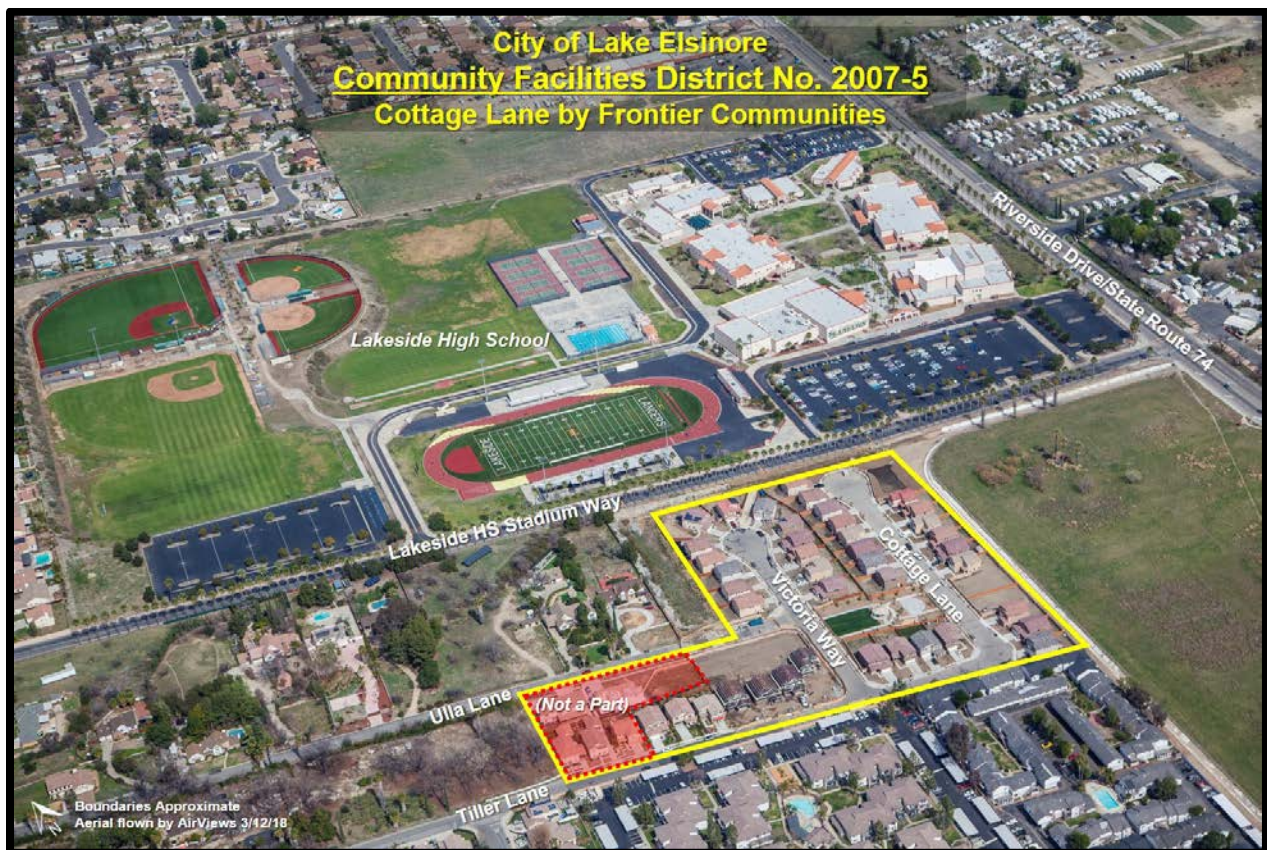 City of Lake Elsinore
Community Facilities District No. 2007-5
Cottage Lane by Frontier Communities
Riverside Drive/State Route 74
Lakeside High School
LAKESIDE
LANCERS
Lakeside HS Stadium Way
Cottage Lane
Victoria Way
Ulla Lane
(Not a Part)
Tiller Lane
N
Boundaries Approximate
Aerial flown by AirViews 3/12/18